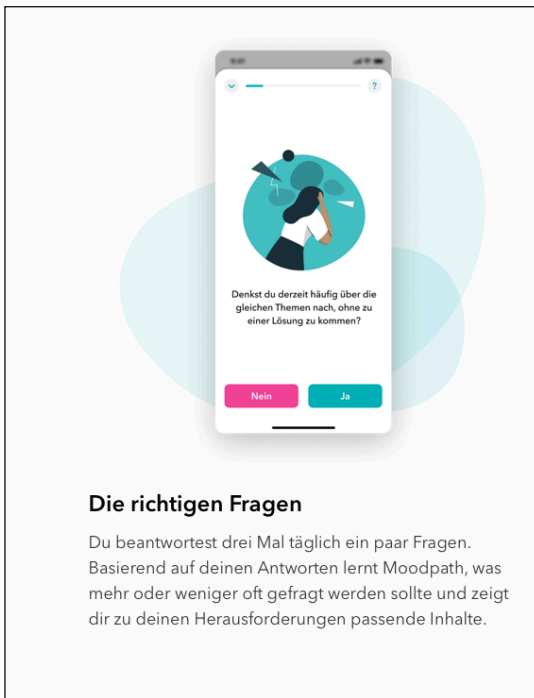 9:41
?
Denkst du derzeit häufig über die
gleichen Themen nach, ohne zu
einer Lösung zu kommen?
Nein
Ja
Die richtigen Fragen
Du beantwortest drei Mal täglich ein paar Fragen.
Basierend auf deinen Antworten lernt Moodpath, was
mehr oder weniger oft gefragt werden sollte und zeigt
dir zu deinen Herausforderungen passende Inhalte.